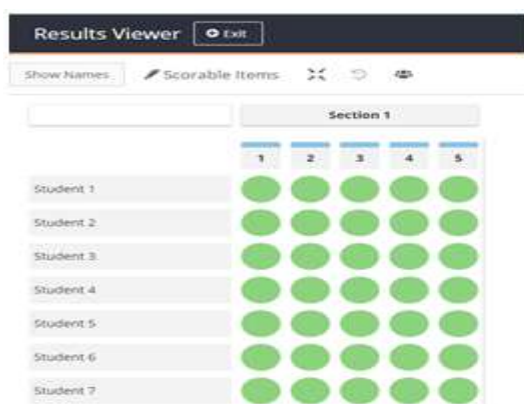 Results Viewer Exit
Show Names Scorable Items
Section 1
1 2 3 4 5
Student 1
Student 2
Student 3
Student 4
Student 5
Student 6
Student 7